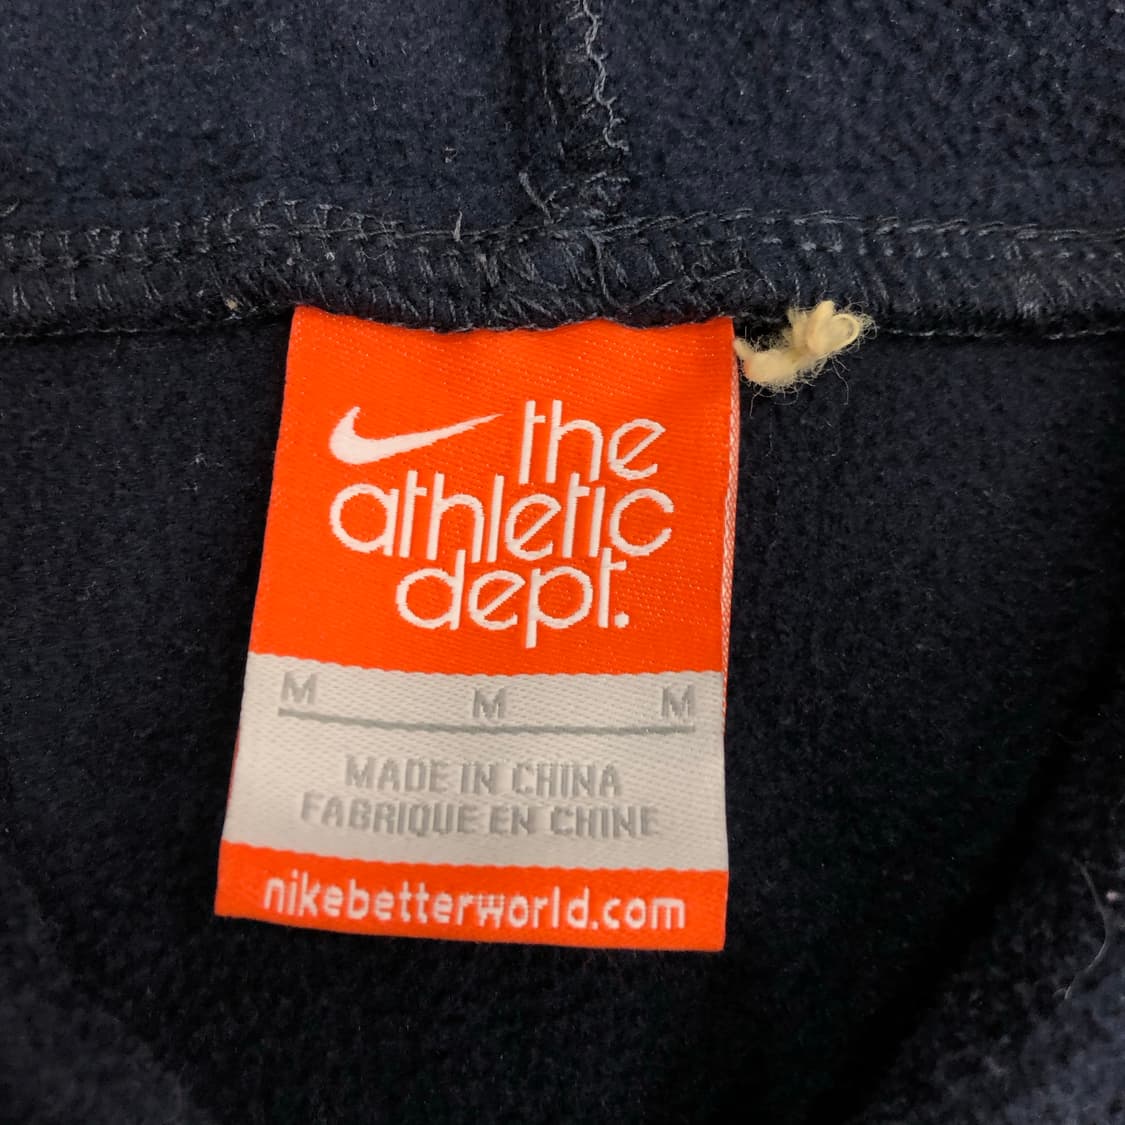 the
athletic
dept.
M M M
MADE IN CHINA
FABRIQUE EN CHINE
nikebetterworld.com